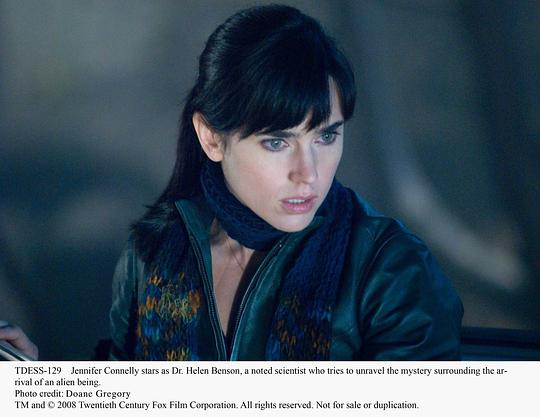 TDESS-129 Jennifer Connelly stars as Dr. Helen Benson, a noted scientist who tries to unravel the mystery surrounding the ar-
rival of an alien being.
Photo credit: Doane Gregory
TM and © 2008 Twentieth Century Fox Film Corporation. All rights reserved. Not for sale or duplication.